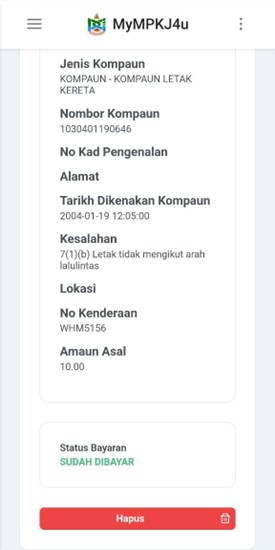 MyMPKJ4u
Jenis Kompaun
KOMPAUN - KOMPAUN LETAK
KERETA
Nombor Kompaun
1030401190646
No Kad Pengenalan
Alamat
Tarikh Dikenakan Kompaun
2004-01-19 12:05:00
Kesalahan
7(1)(b) Letak tidak mengikut arah
lalulintas
Lokasi
No Kenderaan
WHM5156
Amaun Asal
10.00
Status Bayaran
SUDAH DIBAYAR
Hapus